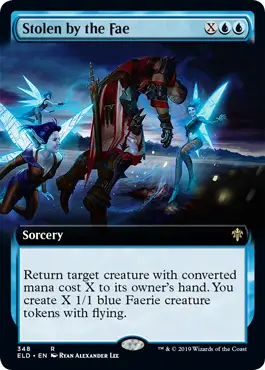 Stolen by the Fae X
Sorcery
Return target creature with converted
mana cost X to its owner's hand. You
create X 1/1 blue Faerie creature
tokens with flying.
348 R
ELD • EN RYAN ALEXANDER LEE
™ & © 2019 Wizards of the Coast